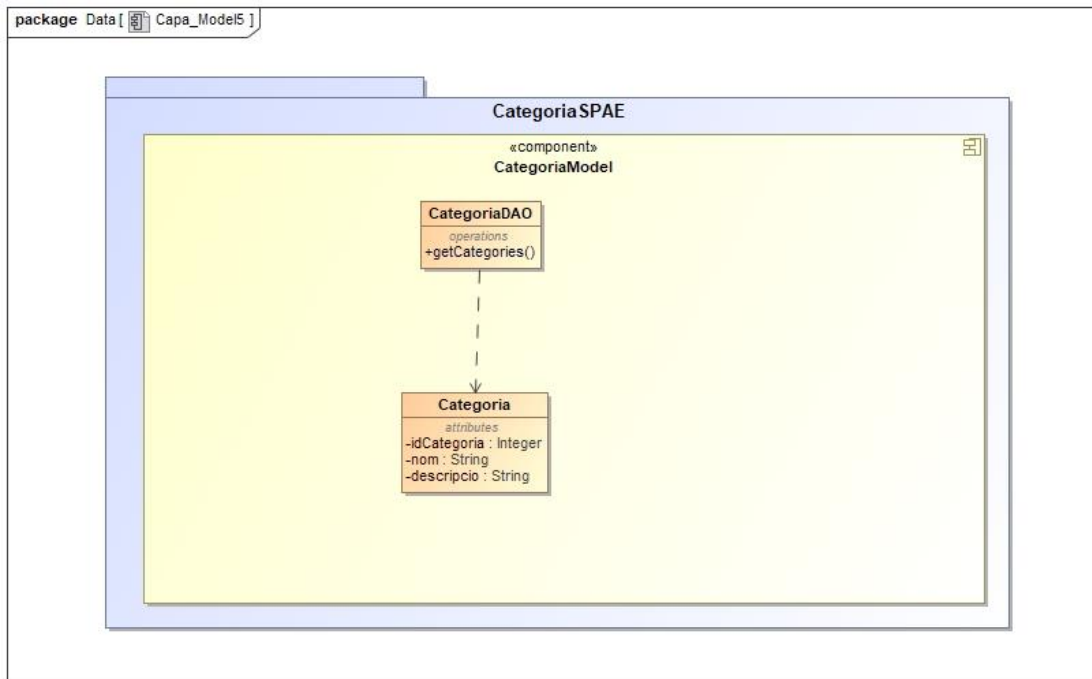 package Data [ Capa_Model5 ]
CategoriaSPAE
«component»
CategoriaModel
CategoriaDAO
operations
+getCategories()
Categoria
attributes
-idCategoria : Integer
-nom : String
-descripcio : String